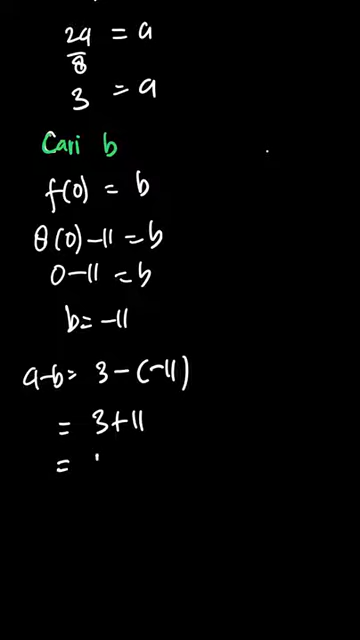 24/8 = a
3 = a
Cari b
f(0) = b
8(0) - 11 = b
0 - 11 = b
b = -11
a-b = 3 - (-11)
= 3 + 11
=